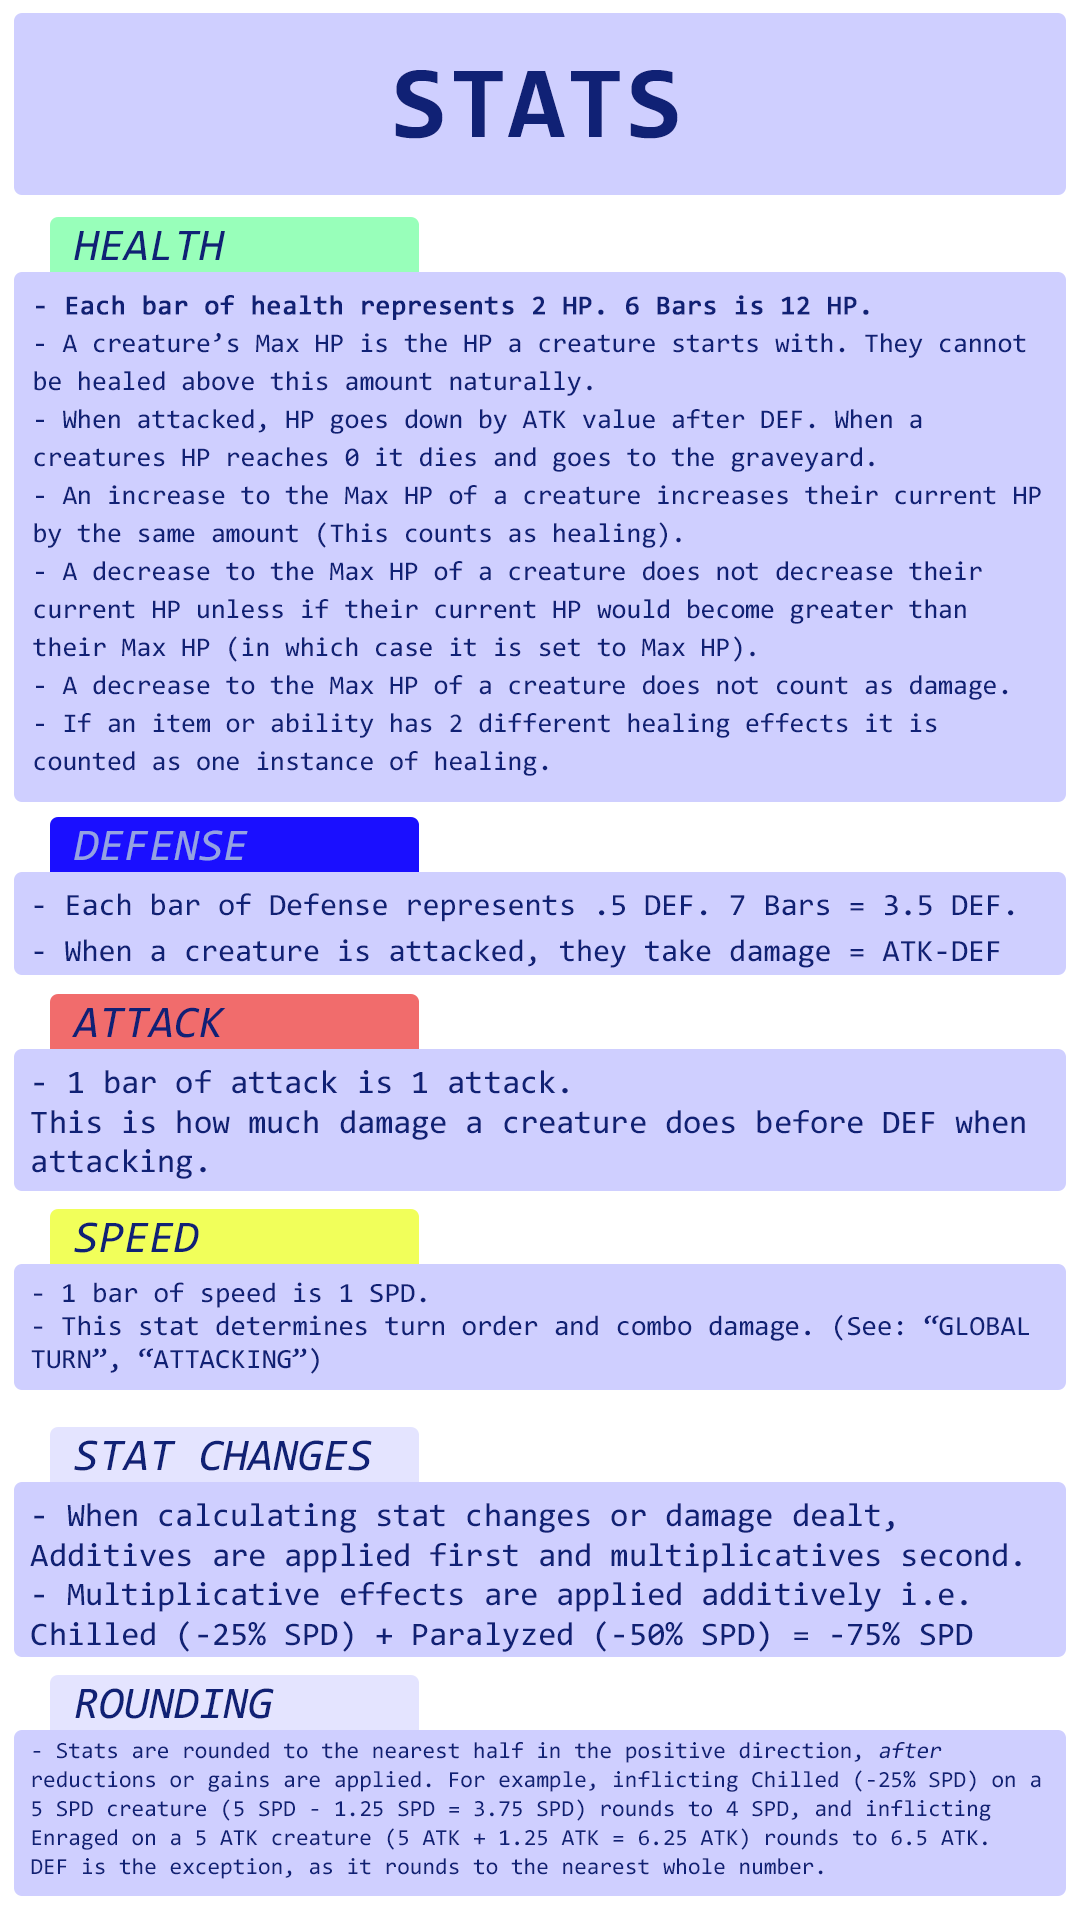 STATS
HEALTH
- Each bar of health represents 2 HP. 6 Bars is 12 HP.
- A creature’s Max HP is the HP a creature starts with. They cannot
be healed above this amount naturally.
- When attacked, HP goes down by ATK value after DEF. When a
creatures HP reaches 0 it dies and goes to the graveyard.
- An increase to the Max HP of a creature increases their current HP
by the same amount (This counts as healing).
- A decrease to the Max HP of a creature does not decrease their
current HP unless if their current HP would become greater than
their Max HP (in which case it is set to Max HP).
- A decrease to the Max HP of a creature does not count as damage.
- If an item or ability has 2 different healing effects it is
counted as one instance of healing.
DEFENSE
- Each bar of Defense represents .5 DEF. 7 Bars = 3.5 DEF.
- When a creature is attacked, they take damage = ATK-DEF
ATTACK
- 1 bar of attack is 1 attack.
This is how much damage a creature does before DEF when
attacking.
SPEED
- 1 bar of speed is 1 SPD.
- This stat determines turn order and combo damage. (See: “GLOBAL
TURN”, “ATTACKING”)
STAT CHANGES
- When calculating stat changes or damage dealt,
Additives are applied first and multiplicatives second.
- Multiplicative effects are applied additively i.e.
Chilled (-25% SPD) + Paralyzed (-50% SPD) = -75% SPD
ROUNDING
- Stats are rounded to the nearest half in the positive direction, after
reductions or gains are applied. For example, inflicting Chilled (-25% SPD) on a
5 SPD creature (5 SPD - 1.25 SPD = 3.75 SPD) rounds to 4 SPD, and inflicting
Enraged on a 5 ATK creature (5 ATK + 1.25 ATK = 6.25 ATK) rounds to 6.5 ATK.
DEF is the exception, as it rounds to the nearest whole number.